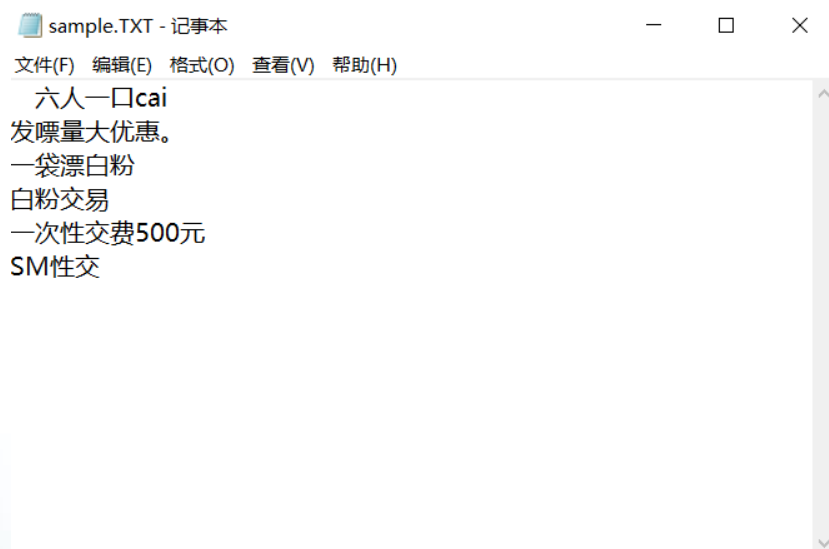 sample.TXT - 记事本
文件(F) 编辑(E) 格式(O) 查看(V) 帮助(H)
六人一口cai
发嘌量大优惠。
一袋漂白粉
白粉交易
一次性交费500元
SM性交